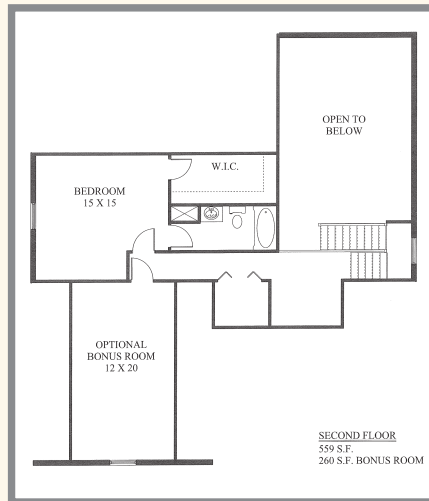 OPEN TO
BELOW
W.I.C.
BEDROOM
15 X 15
OPTIONAL
BONUS ROOM
12 X 20
SECOND FLOOR
559 S.F.
260 S.F. BONUS ROOM